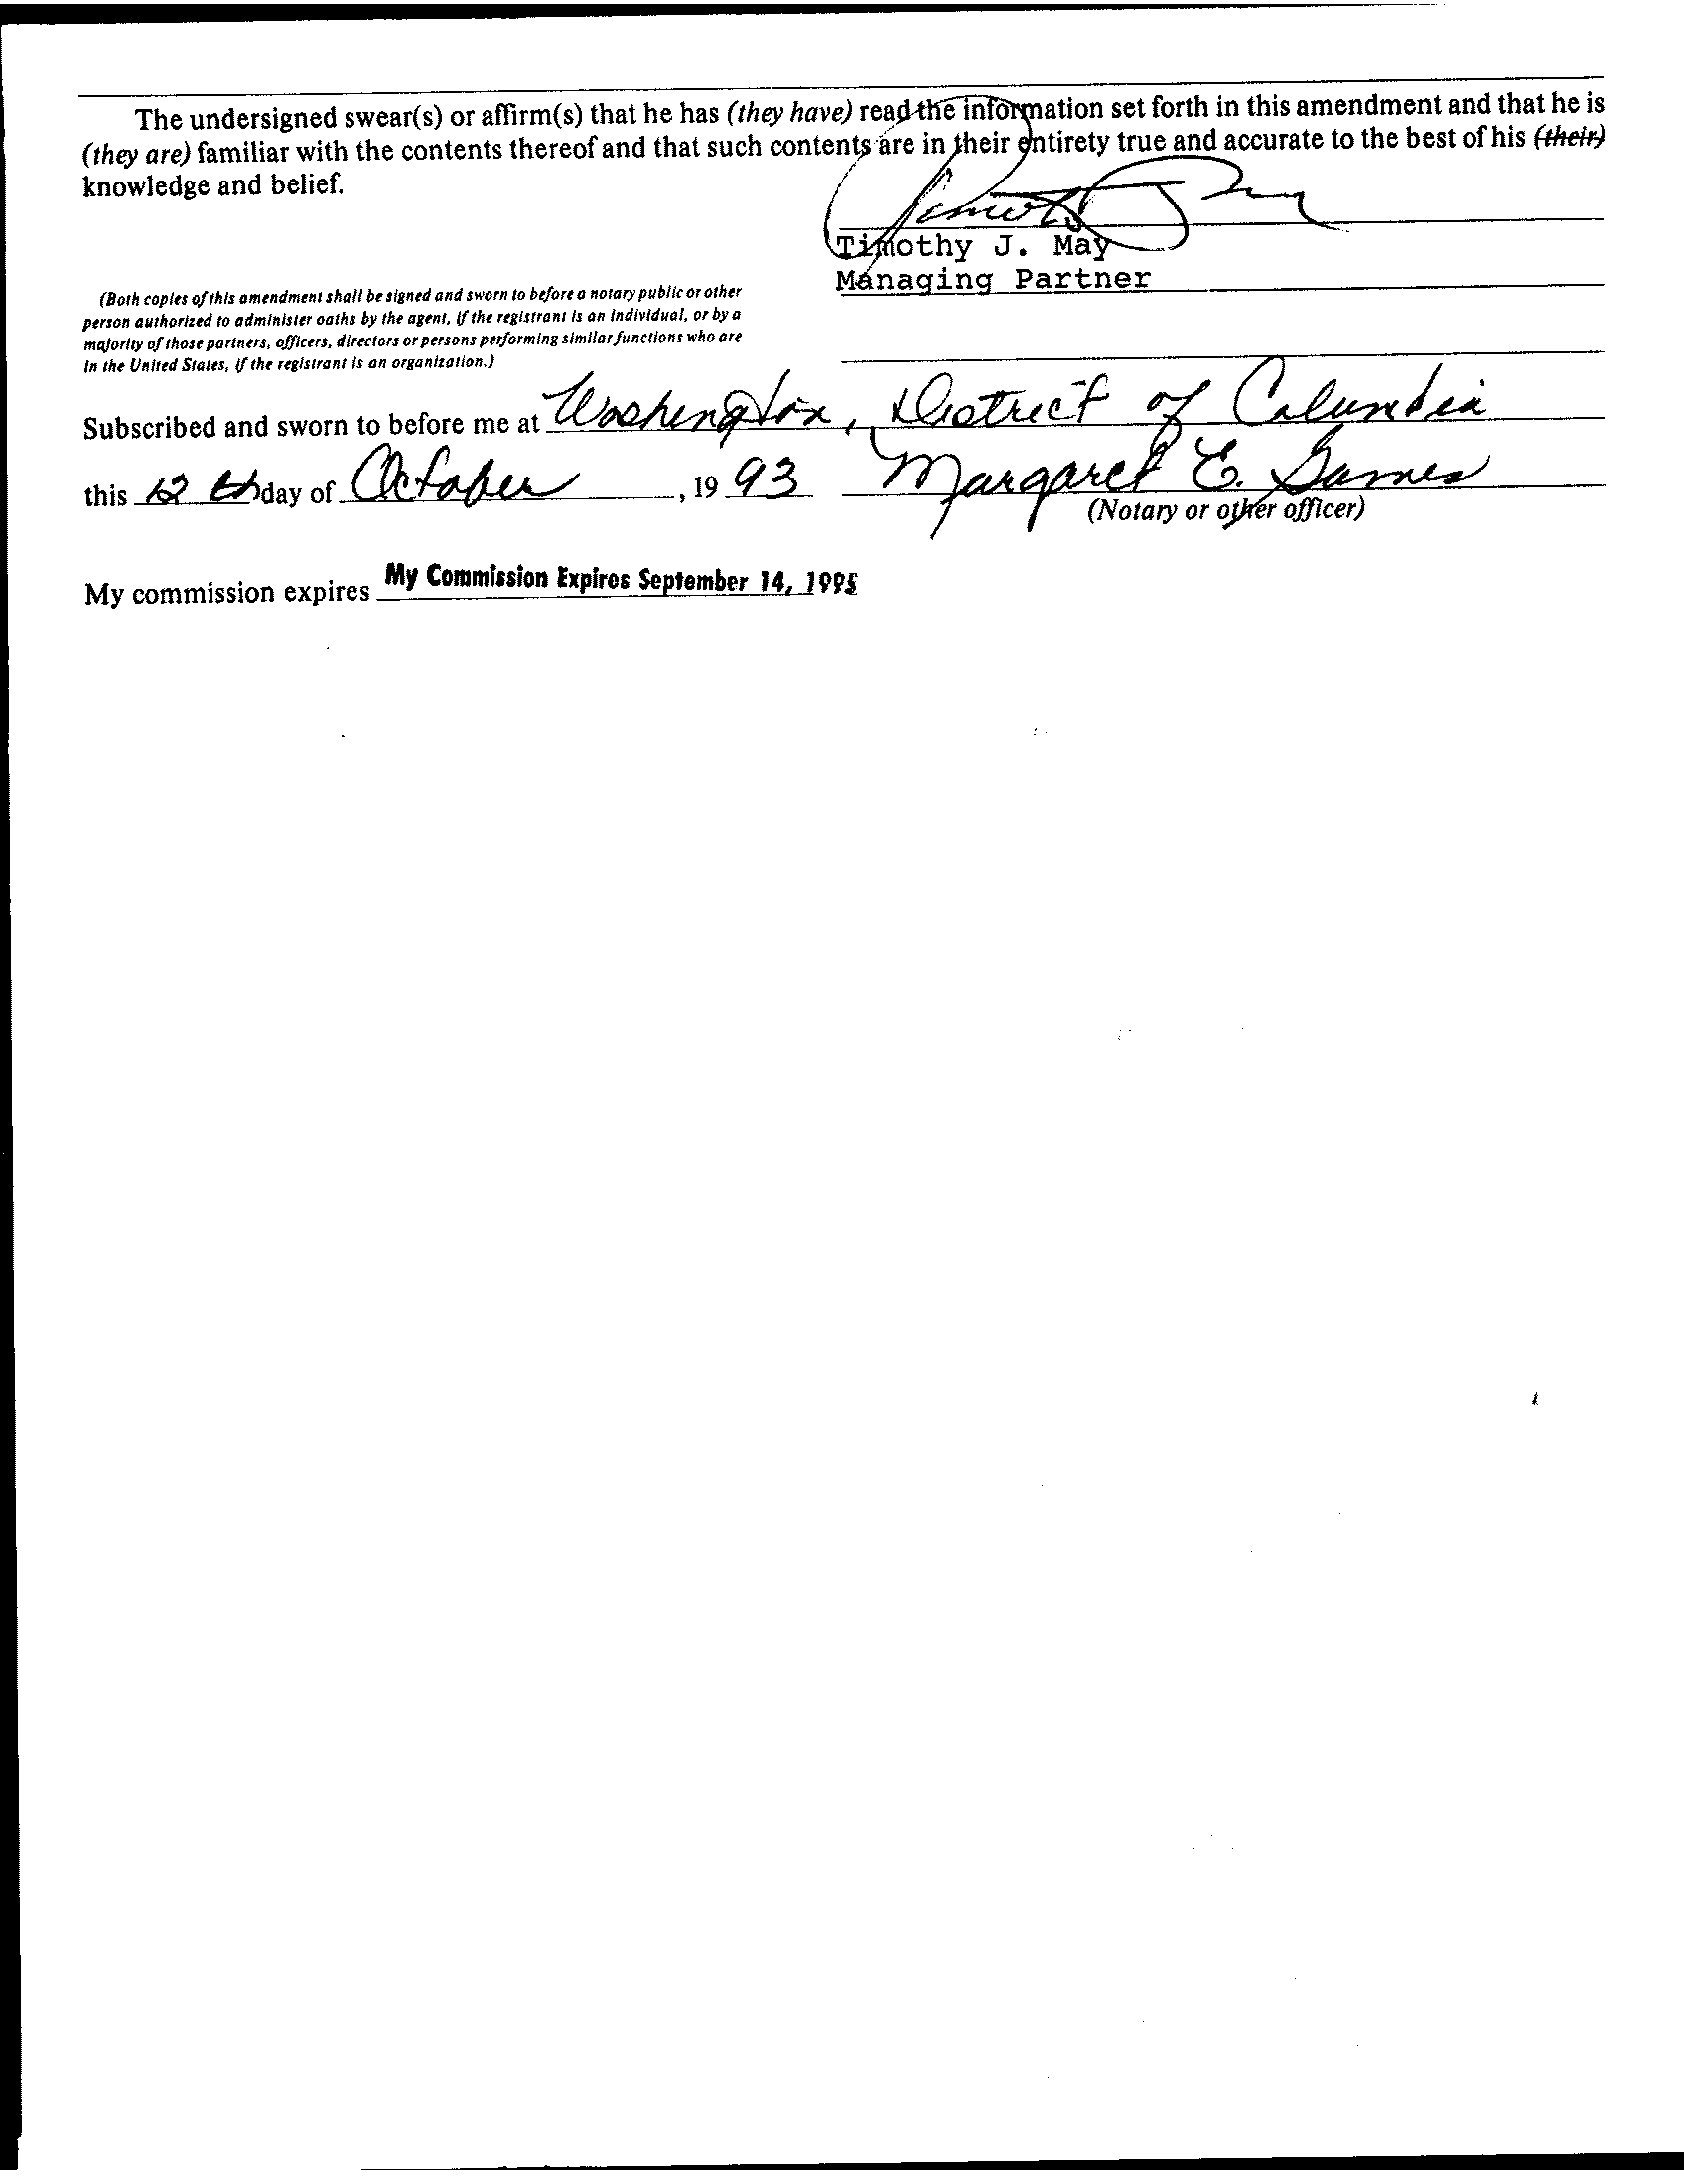 The undersigned swear(s) or affirm(s) that he has (they have) read the information set forth in this amendment and that he is
(they are) familiar with the contents thereof and that such contents are in their entirety true and accurate to the best of his (their)
knowledge and belief.
Timothy J. May
Managing Partner
(Both copies of this amendment shall be signed and sworn to before a notary public or other
person authorized to administer oaths by the agent, if the registrant is an individual, or by a
majority of those partners, officers, directors or persons performing similar functions who are
in the United States, if the registrant is an organization.)
Subscribed and sworn to before me at Washington, District of Columbia
this 12 th day of October, 19 93 Margaret E.
(Notary or other officer)
My commission expires My Commission Expires September 14, 1995